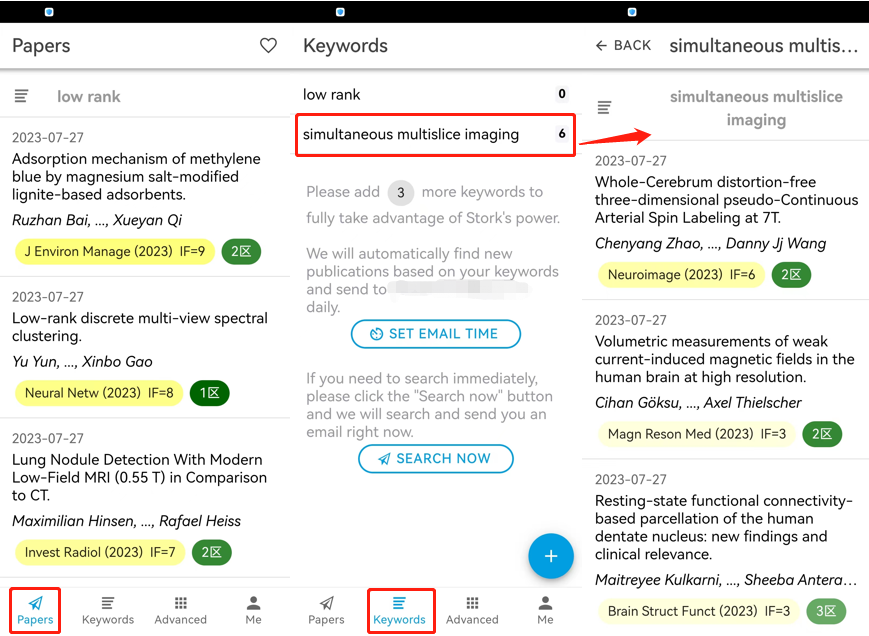 Papers
low rank
2023-07-27
Adsorption mechanism of methylene
blue by magnesium salt-modified
lignite-based adsorbents.
Ruzhan Bai, ..., Xueyan Qi
J Environ Manage (2023) IF=9 2区
2023-07-27
Low-rank discrete multi-view spectral
clustering.
Yu Yun, ..., Xinbo Gao
Neural Netw (2023) IF=8 1区
2023-07-27
Lung Nodule Detection With Modern
Low-Field MRI (0.55 T) in Comparison
to CT.
Maximilian Hinsen, ..., Rafael Heiss
Invest Radiol (2023) IF=7 2区
Papers Keywords Advanced Me
Keywords
low rank 0
simultaneous multislice imaging 6
Please add 3 more keywords to
fully take advantage of Stork's power.
We will automatically find new
publications based on your keywords
and send to
daily.
SET EMAIL TIME
If you need to search immediately,
please click the "Search now" button
and we will search and send you an
email right now.
SEARCH NOW
+
Papers Keywords Advanced Me
BACK simultaneous multis...
simultaneous multislice
imaging
2023-07-27
Whole-Cerebrum distortion-free
three-dimensional pseudo-Continuous
Arterial Spin Labeling at 7T.
Chenyang Zhao, ..., Danny Jj Wang
Neuroimage (2023) IF=6 2区
2023-07-27
Volumetric measurements of weak
current-induced magnetic fields in the
human brain at high resolution.
Cihan Göksu, ..., Axel Thielscher
Magn Reson Med (2023) IF=3 2区
2023-07-27
Resting-state functional connectivity-
based parcellation of the human
dentate nucleus: new findings and
clinical relevance.
Maitreyee Kulkarni, ..., Sheeba Antera...
Brain Struct Funct (2023) IF=3 3区